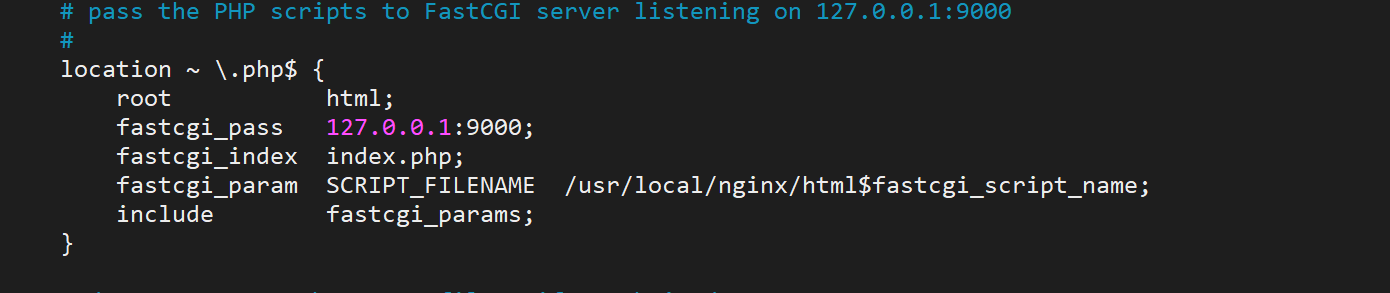 # pass the PHP scripts to FastCGI server listening on 127.0.0.1:9000
#
location ~ \.php$ {
    root           html;
    fastcgi_pass   127.0.0.1:9000;
    fastcgi_index  index.php;
    fastcgi_param  SCRIPT_FILENAME  /usr/local/nginx/html$fastcgi_script_name;
    include        fastcgi_params;
}